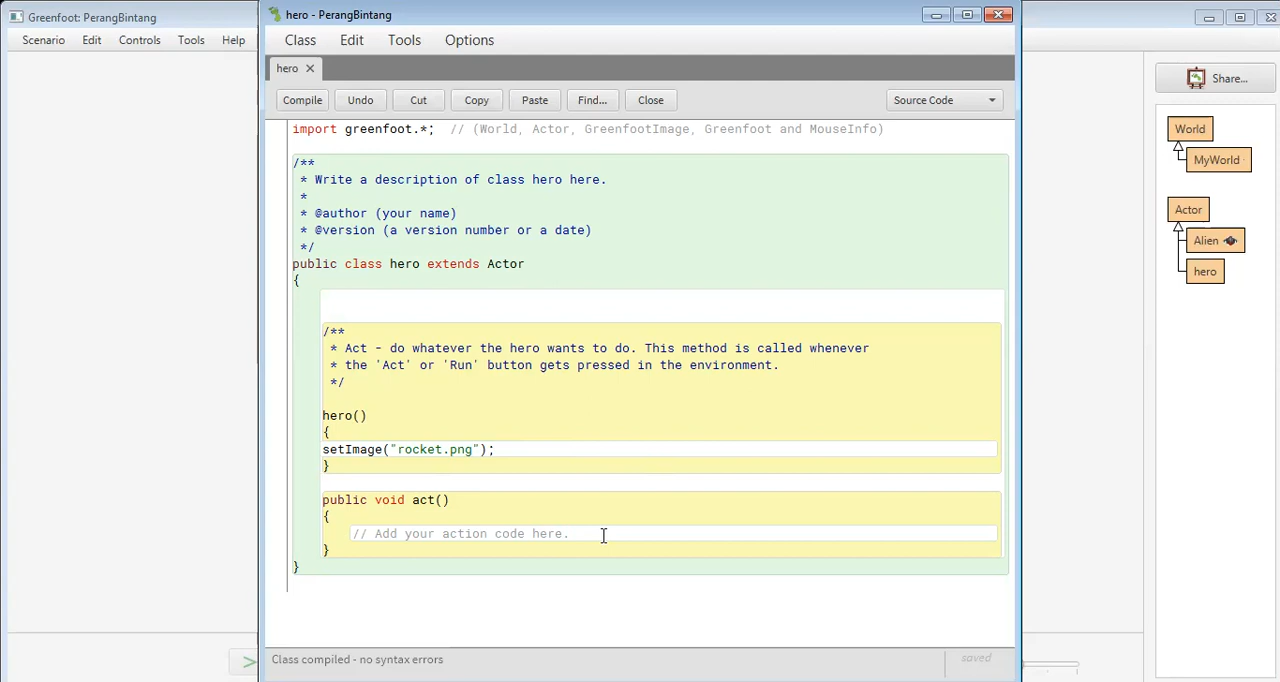 Greenfoot: PerangBintang
Scenario Edit Controls Tools Help
hero - PerangBintang
Class Edit Tools Options
hero
Compile Undo Cut Copy Paste Find... Close Source Code
import greenfoot.*;  // (World, Actor, GreenfootImage, Greenfoot and MouseInfo)
/**
 * Write a description of class hero here.
 *
 * @author (your name)
 * @version (a version number or a date)
 */
public class hero extends Actor
{
/**
 * Act - do whatever the hero wants to do. This method is called whenever
 * the 'Act' or 'Run' button gets pressed in the environment.
 */
hero()
{
setImage("rocket.png");
}
public void act()
{
// Add your action code here.
}
}
Class compiled - no syntax errors
saved
Share...
World
MyWorld
Actor
Alien
hero